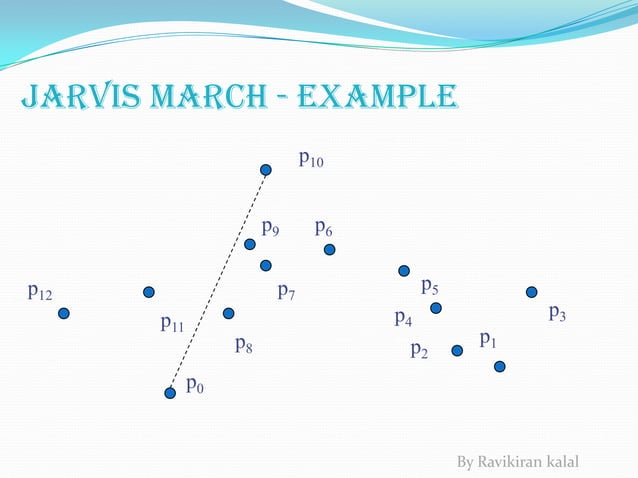 JARVIS MARCH - EXAMPLE
p10
p9 p6
p12 p7 p5
p11 p4 p3
p8 p2 p1
p0
By Ravikiran kalal